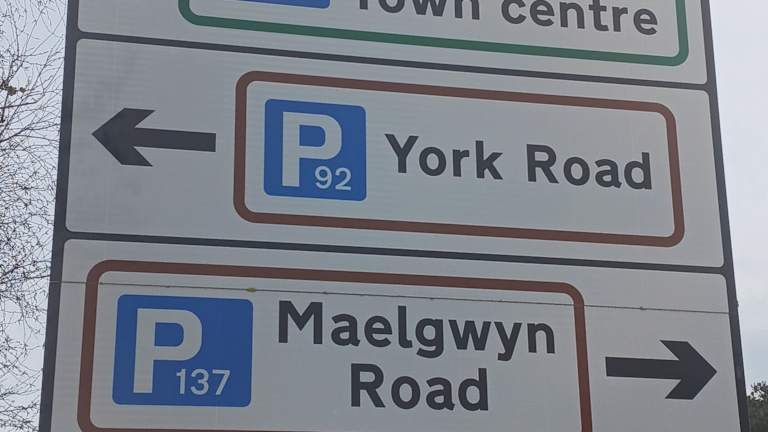 Town centre
P 92 York Road
P 137 Maelgwyn
Road